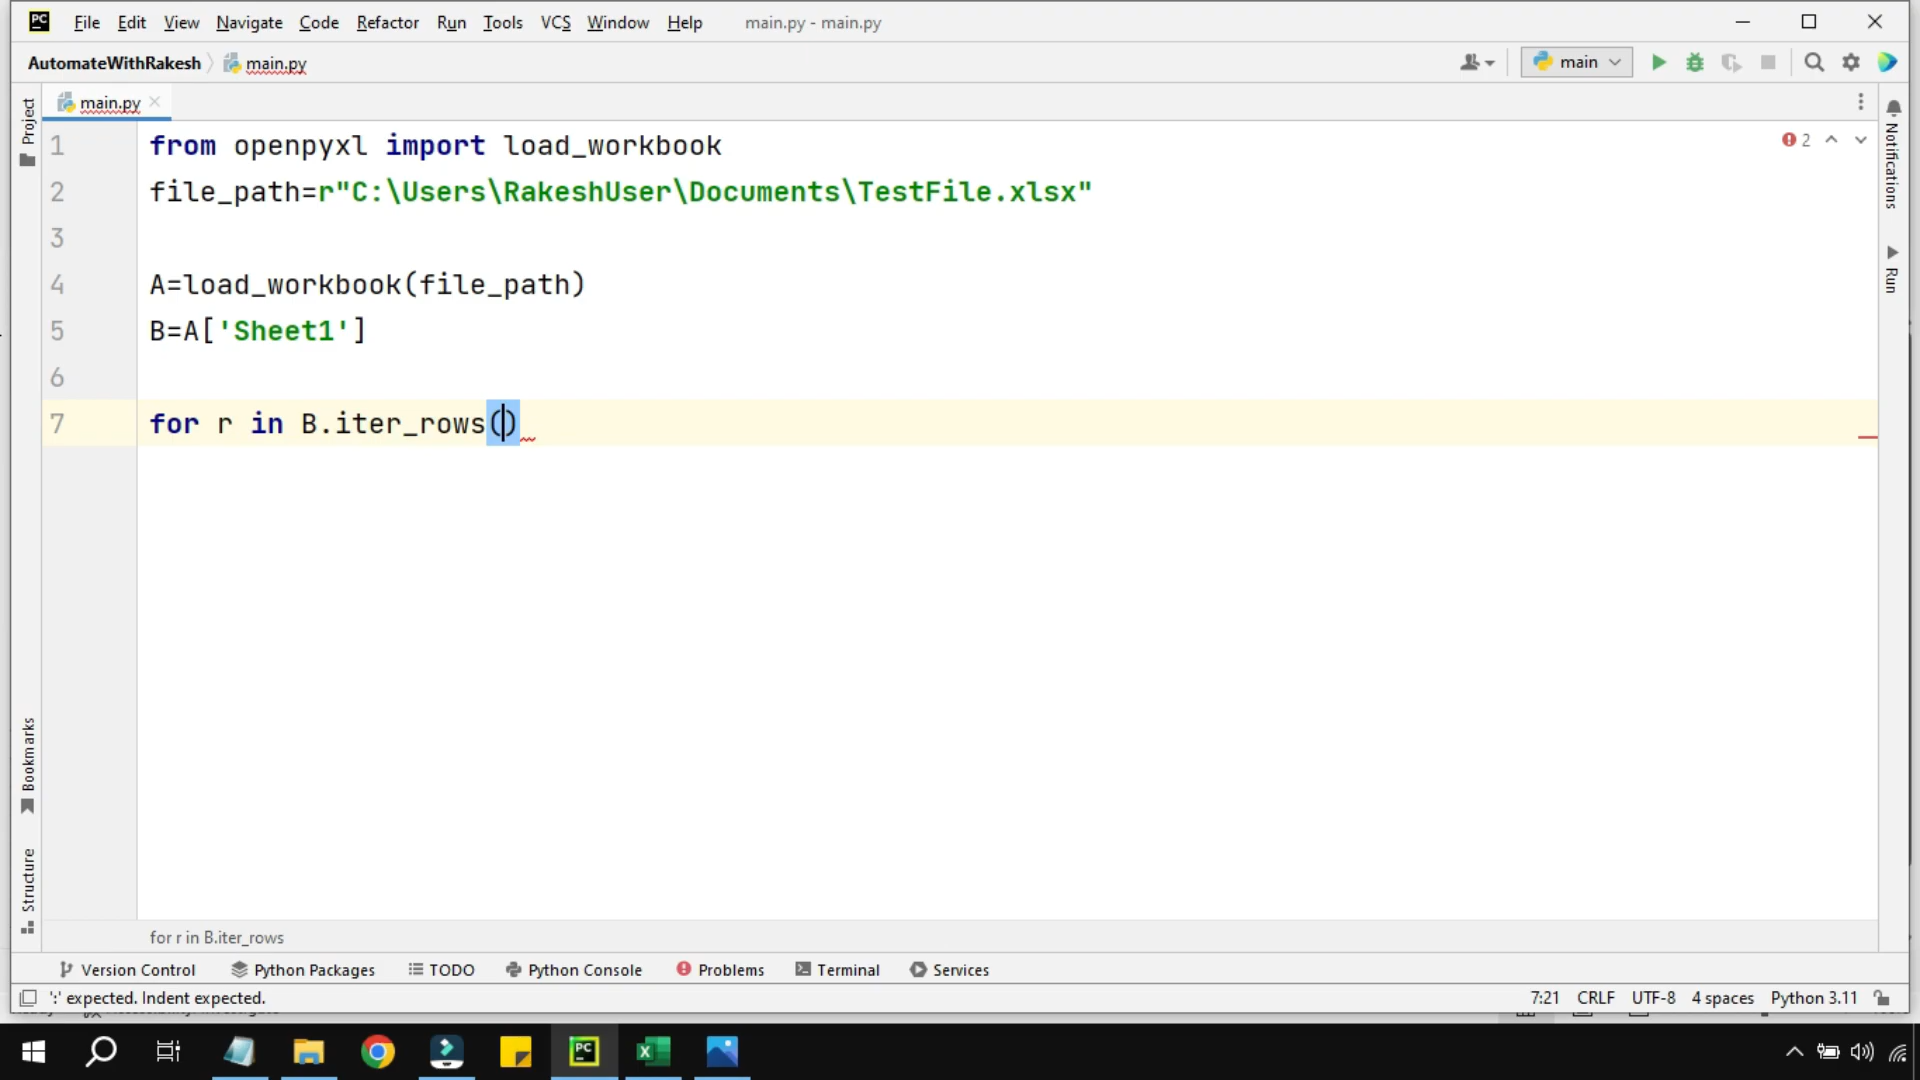 PC File Edit View Navigate Code Refactor Run Tools VCS Window Help main.py - main.py
AutomateWithRakesh main.py main
main.py
Project
Notifications
Run
Bookmarks
Structure
2
1 from openpyxl import load_workbook
2 file_path=r"C:\Users\RakeshUser\Documents\TestFile.xlsx"
3
4 A=load_workbook(file_path)
5 B=A['Sheet1']
6
7 for r in B.iter_rows()
for r in B.iter_rows
Version Control Python Packages TODO Python Console Problems Terminal Services
':' expected. Indent expected. 7:21 CRLF UTF-8 4 spaces Python 3.11
PC